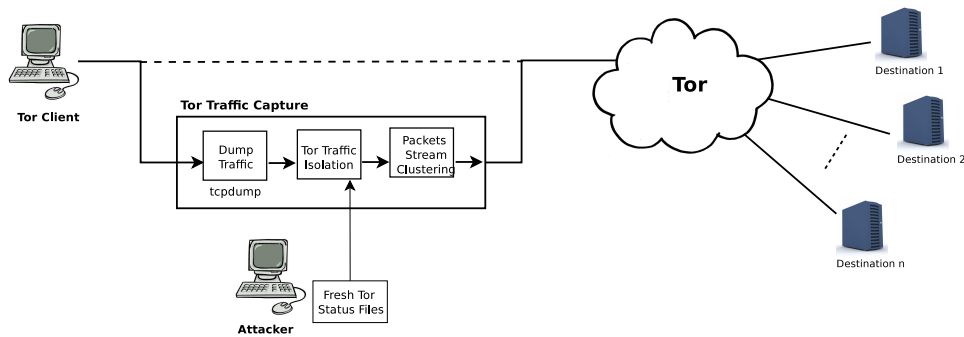 Tor Client
Tor Traffic Capture
Dump
Traffic
tcpdump
Tor Traffic
Isolation
Packets
Stream
Clustering
Attacker
Fresh Tor
Status Files
Tor
Destination 1
Destination 2
Destination n